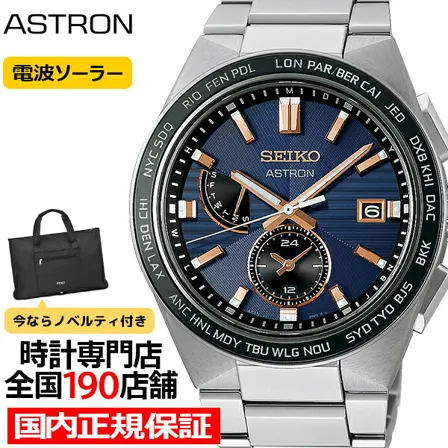 ASTRON
電波ソーラー
LON PAR/BER CAI JED DXB KHI DAC BKK
SYD TYO BJS
ANC HNL MDY TBU WLG NOU
NYC SDQ RIO FEN PDL
SEIKO
ASTRON
6
24
12
SEIKO
今ならノベルティ付き
時計専門店
全国190店舗
国内正規保証